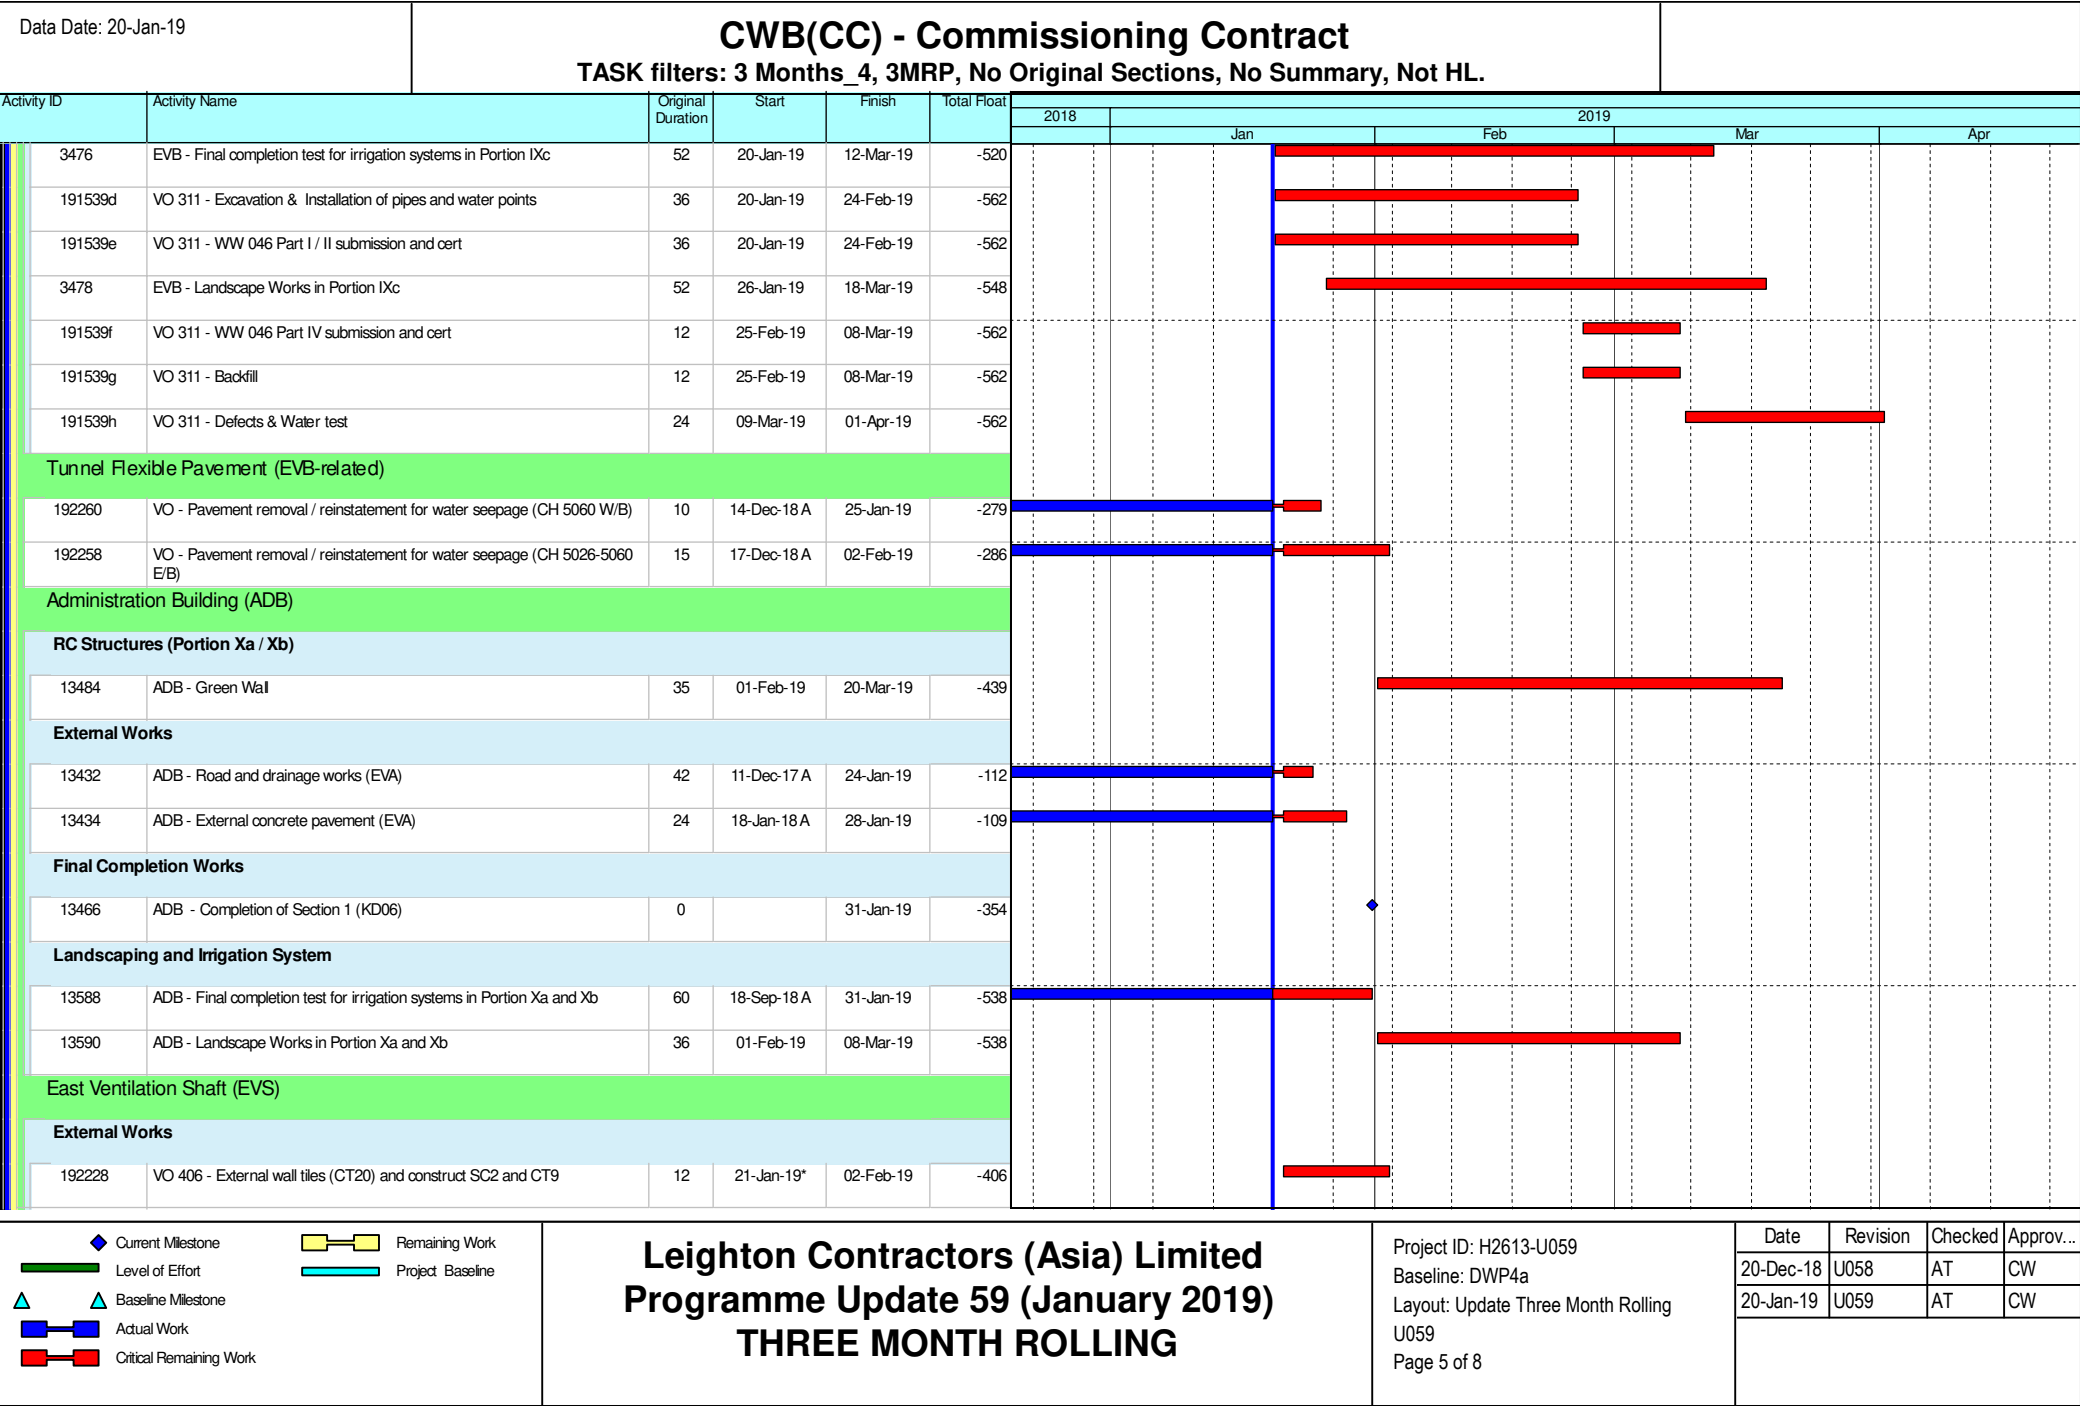 Data Date: 20-Jan-19
CWB(CC) - Commissioning Contract
TASK filters: 3 Months_4, 3MRP, No Original Sections, No Summary, Not HL.
Activity ID Activity Name Original Duration Start Finish Total Float
2018 2019
Jan Feb Mar Apr
3476 EVB - Final completion test for irrigation systems in Portion IXc 52 20-Jan-19 12-Mar-19 -520
191539d VO 311 - Excavation & Installation of pipes and water points 36 20-Jan-19 24-Feb-19 -562
191539e VO 311 - WW 046 Part I / II submission and cert 36 20-Jan-19 24-Feb-19 -562
3478 EVB - Landscape Works in Portion IXc 52 26-Jan-19 18-Mar-19 -548
191539f VO 311 - WW 046 Part IV submission and cert 12 25-Feb-19 08-Mar-19 -562
191539g VO 311 - Backfill 12 25-Feb-19 08-Mar-19 -562
191539h VO 311 - Defects & Water test 24 09-Mar-19 01-Apr-19 -562
Tunnel Flexible Pavement (EVB-related)
192260 VO - Pavement removal / reinstatement for water seepage (CH 5060 W/B) 10 14-Dec-18 A 25-Jan-19 -279
192258 VO - Pavement removal / reinstatement for water seepage (CH 5026-5060 15 17-Dec-18 A 02-Feb-19 -286
E/B)
Administration Building (ADB)
RC Structures (Portion Xa / Xb)
13484 ADB - Green Wall 35 01-Feb-19 20-Mar-19 -439
External Works
13432 ADB - Road and drainage works (EVA) 42 11-Dec-17 A 24-Jan-19 -112
13434 ADB - External concrete pavement (EVA) 24 18-Jan-18 A 28-Jan-19 -109
Final Completion Works
13466 ADB - Completion of Section 1 (KD06) 0 31-Jan-19 -354
Landscaping and Irrigation System
13588 ADB - Final completion test for irrigation systems in Portion Xa and Xb 60 18-Sep-18 A 31-Jan-19 -538
13590 ADB - Landscape Works in Portion Xa and Xb 36 01-Feb-19 08-Mar-19 -538
East Ventilation Shaft (EVS)
External Works
192228 VO 406 - External wall tiles (CT20) and construct SC2 and CT9 12 21-Jan-19* 02-Feb-19 -406
Current Milestone Remaining Work
Level of Effort Project Baseline
Baseline Milestone
Actual Work
Critical Remaining Work
Leighton Contractors (Asia) Limited
Programme Update 59 (January 2019)
THREE MONTH ROLLING
Project ID: H2613-U059
Baseline: DWP4a
Layout: Update Three Month Rolling
U059
Page 5 of 8
Date Revision Checked Approv...
20-Dec-18 U058 AT CW
20-Jan-19 U059 AT CW